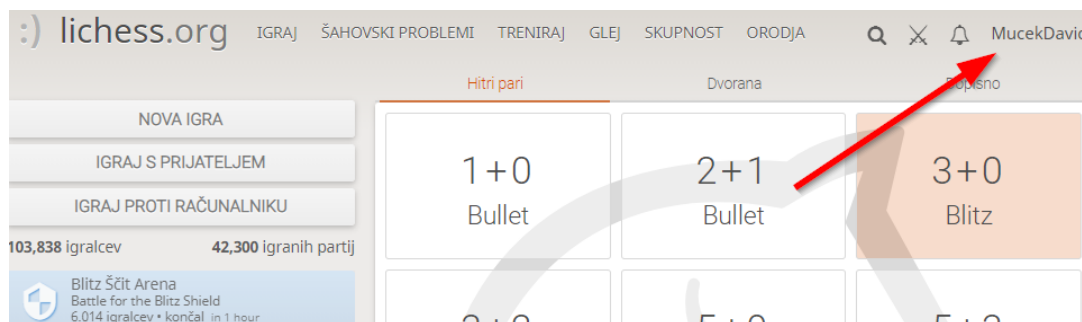 :) lichess.org IGRAJ ŠAHOVSKI PROBLEMI TRENIRAJ GLEJ SKUPNOST ORODJA MucekDavid
Hitri pari Dvorana Dopisno
NOVA IGRA
IGRAJ S PRIJATELJEM
IGRAJ PROTI RAČUNALNIKU
1+0
Bullet
2+1
Bullet
3+0
Blitz
103,838 igralcev 42,300 igranih partij
Blitz Ščit Arena
Battle for the Blitz Shield
6,014 igralcev • končal in 1 hour